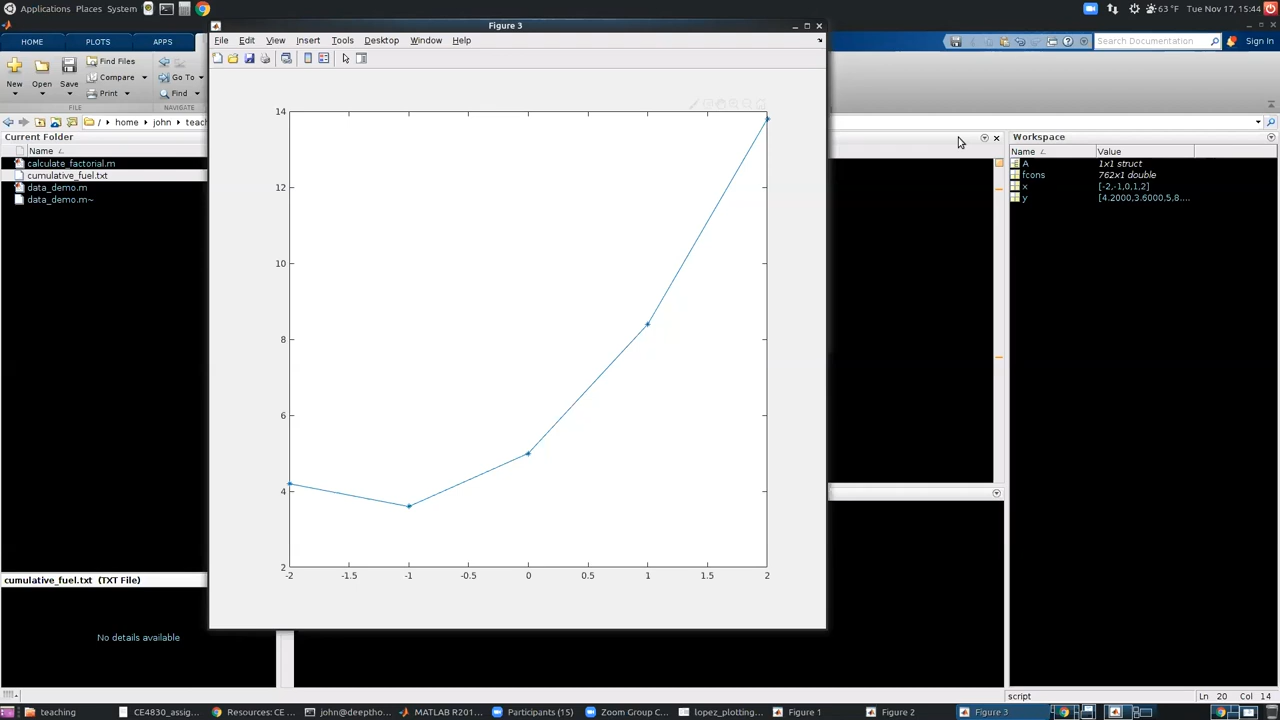 Applications Places System
63 °F Tue Nov 17, 15:44
Figure 3
HOME PLOTS APPS
File Edit View Insert Tools Desktop Window Help
Search Documentation
Sign In
New Open Save
Find Files
Compare
Print
Go To
Find
FILE NAVIGATE
/ home john teach
Current Folder
Name
calculate_factorial.m
cumulative_fuel.txt
data_demo.m
data_demo.m~
Workspace
Name Value
A 1x1 struct
fcons 762x1 double
x [-2,-1,0,1,2]
y [4.2000,3.6000,5,8....
14
12
10
8
6
4
2
-2 -1.5 -1 -0.5 0 0.5 1 1.5 2
cumulative_fuel.txt (TXT File)
No details available
script Ln 20 Col 14
teaching CE4830_assig... Resources: CE ... john@deeptho... MATLAB R201... Participants (15) Zoom Group C... lopez_plotting... Figure 1 Figure 2 Figure 3